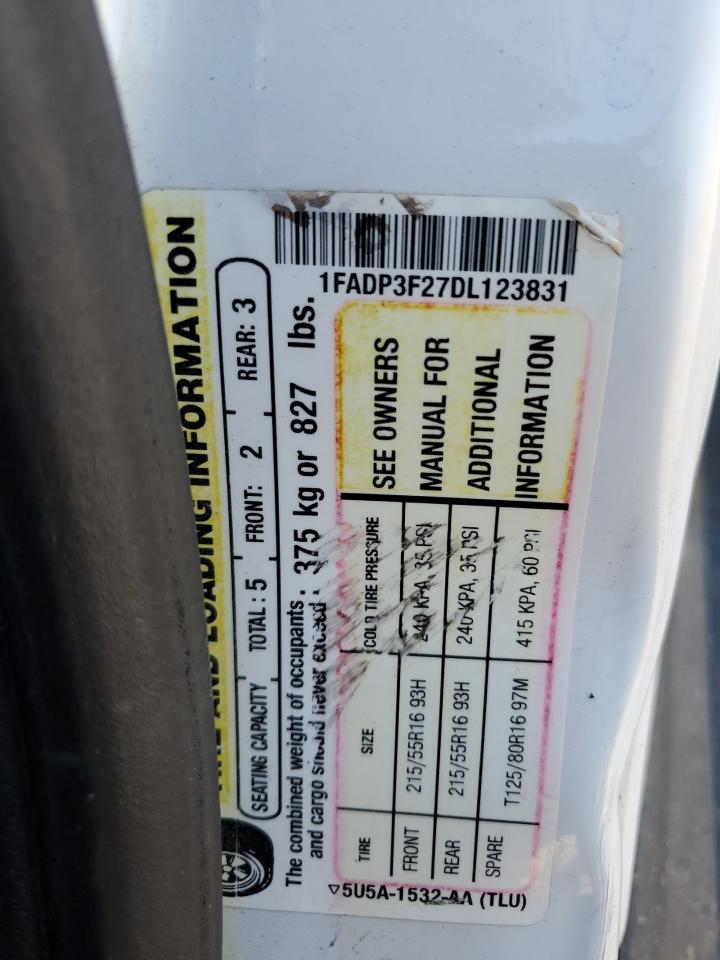 1FADP3F27DL123831
TIRE AND LOADING INFORMATION
SEATING CAPACITY TOTAL: 5 FRONT: 2 REAR: 3
The combined weight of occupants
and cargo should never exceed: 375 kg or 827 lbs.
TIRE SIZE COLD TIRE PRESSURE
FRONT 215/55R16 93H 240 KPA, 35 PSI
REAR 215/55R16 93H 240 KPA, 35 PSI
SPARE T125/80R16 97M 415 KPA, 60 PSI
SEE OWNERS
MANUAL FOR
ADDITIONAL
INFORMATION
▽5U5A-1532-AA (TLU)